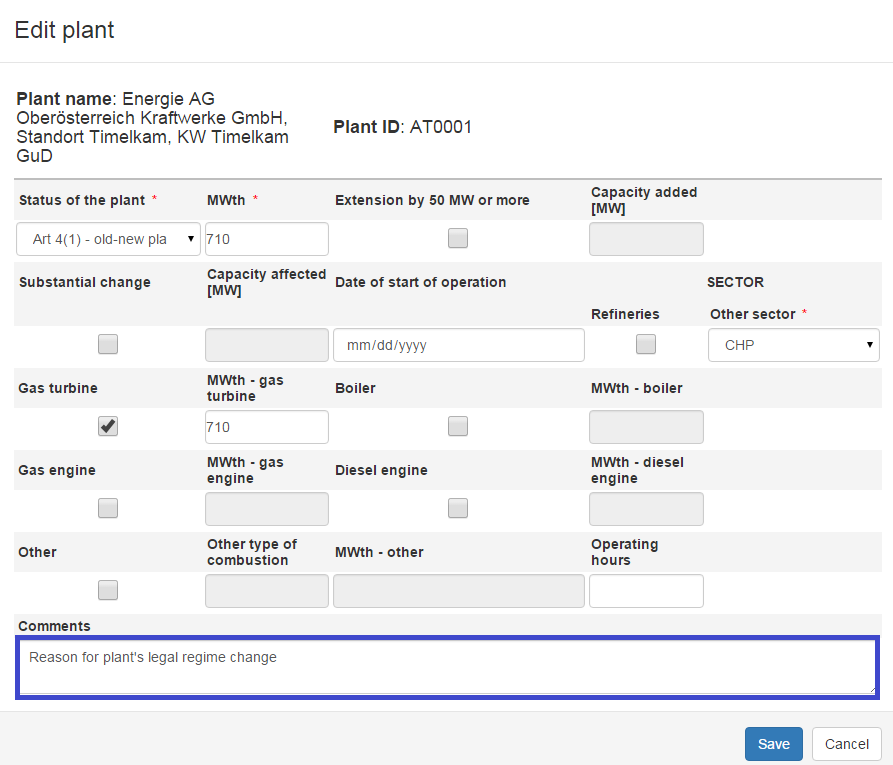 Edit plant
Plant name: Energie AG
Oberösterreich Kraftwerke GmbH,
Standort Timelkam, KW Timelkam
GuD
Plant ID: AT0001
Status of the plant *
MWth *
Extension by 50 MW or more
Capacity added
[MW]
Art 4(1) - old-new pla
710
Substantial change
Capacity affected
[MW]
Date of start of operation
SECTOR
Refineries
Other sector *
mm/dd/yyyy
CHP
Gas turbine
MWth - gas
turbine
Boiler
MWth - boiler
710
Gas engine
MWth - gas
engine
Diesel engine
MWth - diesel
engine
Other
Other type of
combustion
MWth - other
Operating
hours
Comments
Reason for plant's legal regime change
Save
Cancel